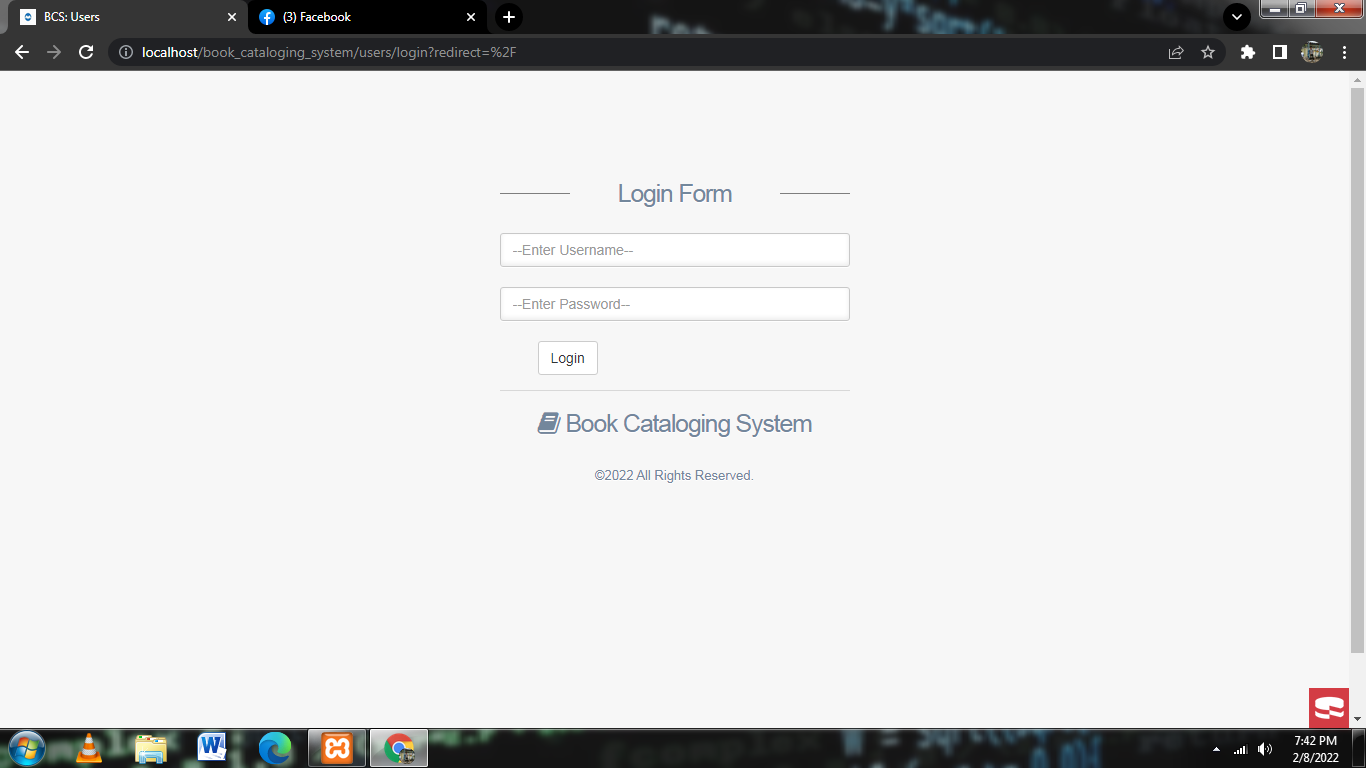 BCS: Users
(3) Facebook
localhost/book_cataloging_system/users/login?redirect=%2F
Login Form
--Enter Username--
--Enter Password--
Login
Book Cataloging System
©2022 All Rights Reserved.
7:42 PM
2/8/2022